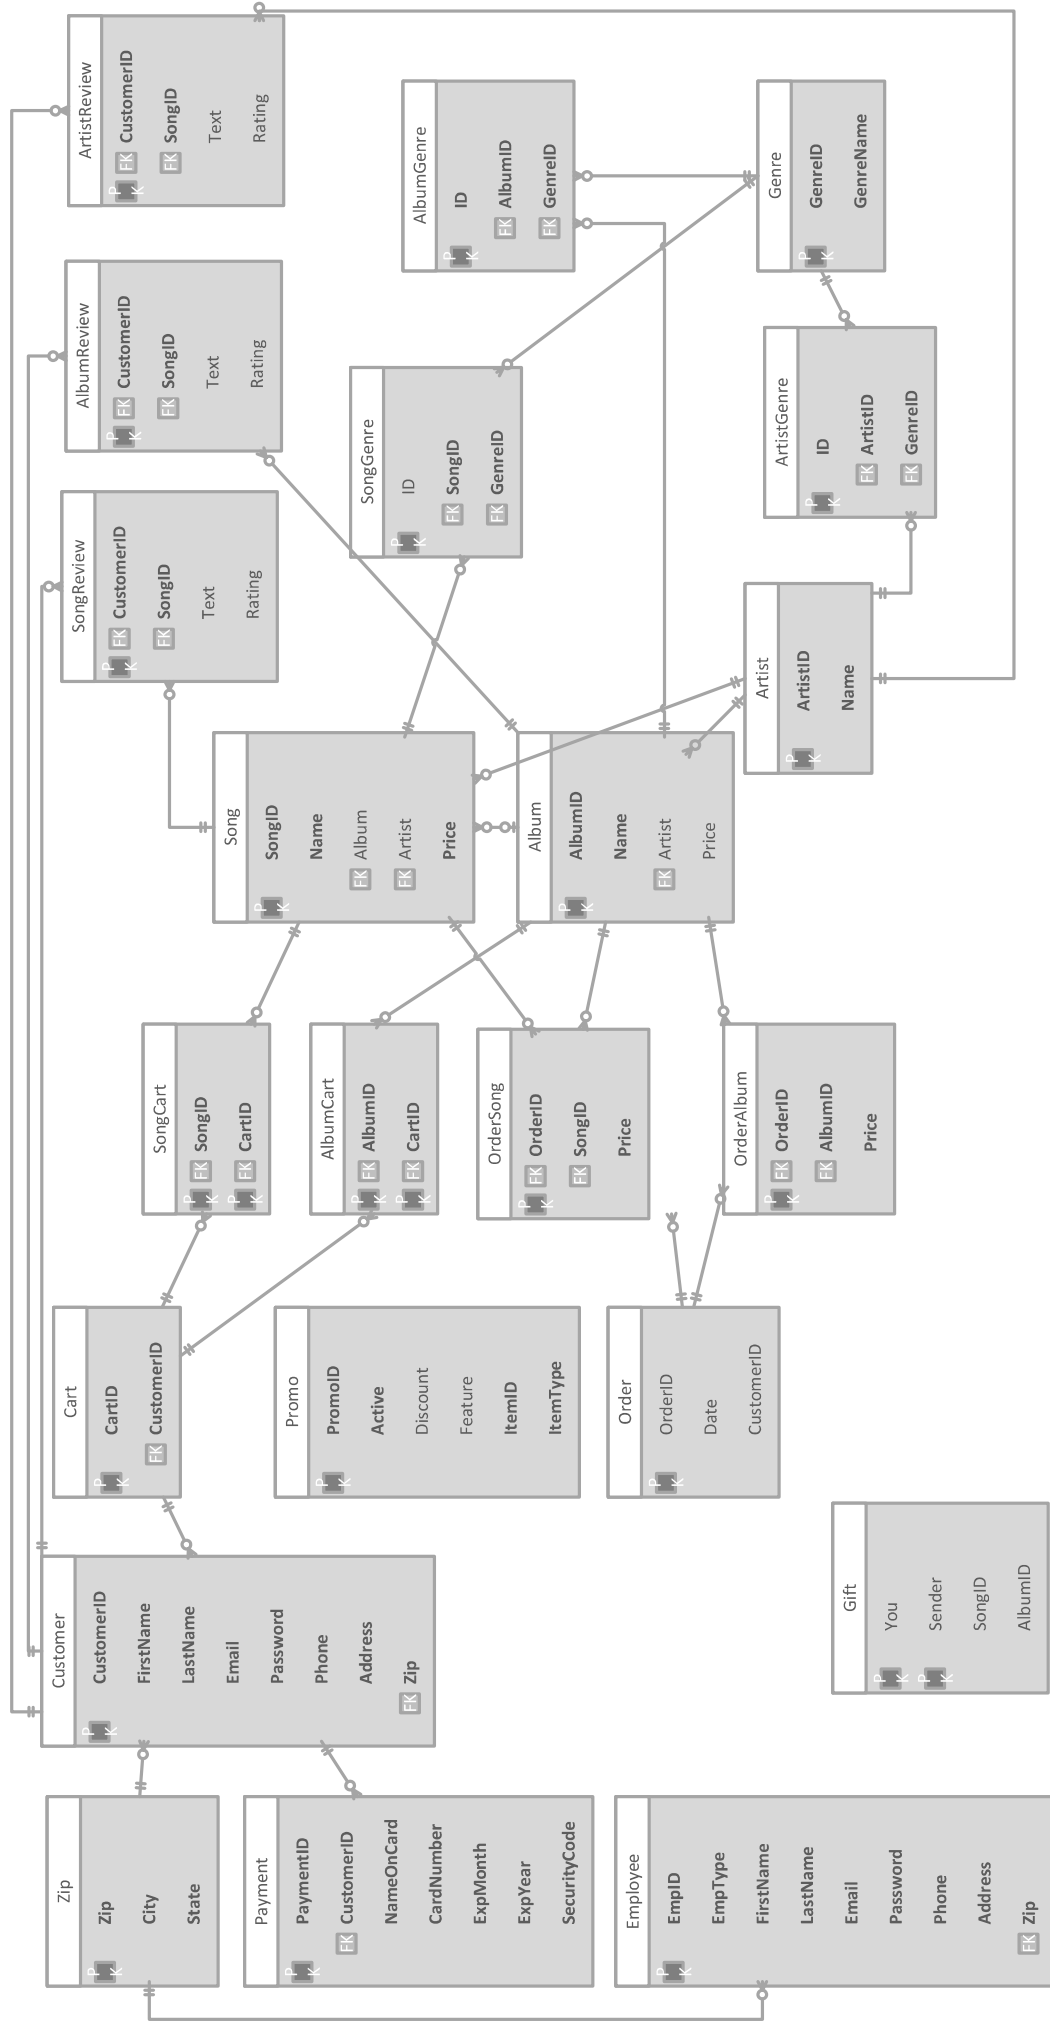 Zip
PK Zip
City
State
Payment
PK PaymentID
FK CustomerID
NameOnCard
CardNumber
ExpMonth
ExpYear
SecurityCode
Employee
PK EmpID
EmpType
FirstName
LastName
Email
Password
Phone
Address
FK Zip
Customer
PK CustomerID
FirstName
LastName
Email
Password
Phone
Address
FK Zip
Gift
PK You
PK Sender
SongID
AlbumID
Cart
PK CartID
FK CustomerID
Promo
PK PromoID
Active
Discount
Feature
ItemID
ItemType
Order
PK OrderID
Date
CustomerID
SongCart
PK FK SongID
PK FK CartID
AlbumCart
PK FK AlbumID
PK FK CartID
OrderSong
PK FK OrderID
FK SongID
Price
OrderAlbum
PK FK OrderID
FK AlbumID
Price
Song
PK SongID
Name
FK Album
FK Artist
Price
Album
PK AlbumID
Name
FK Artist
Price
Artist
PK ArtistID
Name
SongReview
PK FK CustomerID
FK SongID
Text
Rating
SongGenre
PK ID
FK SongID
FK GenreID
ArtistGenre
PK ID
FK ArtistID
FK GenreID
AlbumReview
PK FK CustomerID
FK SongID
Text
Rating
ArtistReview
PK FK CustomerID
FK SongID
Text
Rating
AlbumGenre
PK ID
FK AlbumID
FK GenreID
Genre
PK GenreID
GenreName